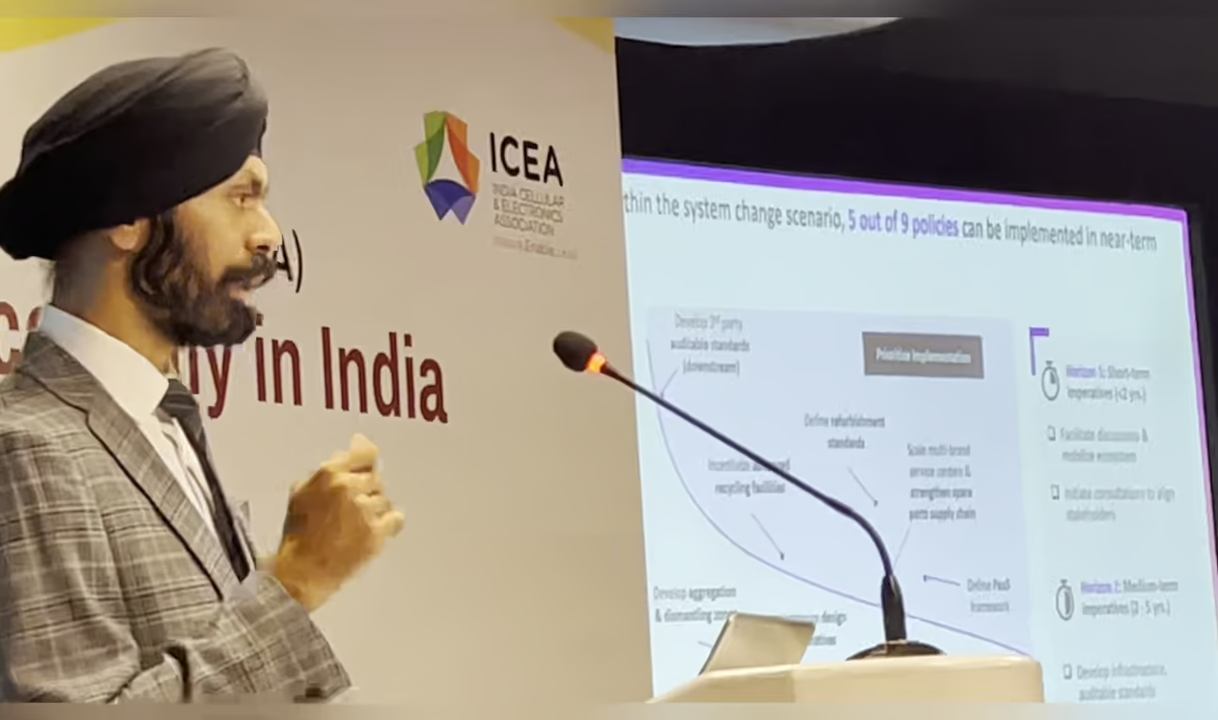 ICEA
INDIA CELLULAR
& ELECTRONICS
ASSOCIATION
A)
my in India
thin the system change scenario, 5 out of 9 policies can be implemented in near-term
Develop 3rd party
auditable standards
(downstream)
Prioritize implementation
Define refurbishment
standards
Incentivize advanced
recycling facilities
Scale multi-brand
service centers &
strengthen spare
parts supply chain
Define PaaS
framework
Develop aggregation
& dismantling
design
Horizon 1: Short-term
imperatives (<2 yrs.)
Facilitate discussions &
mobilise ecosystem
Initiate consultations to align
stakeholders
Horizon 2: Medium-term
imperatives (2 - 5 yrs.)
Develop infrastructure,
auditable standards